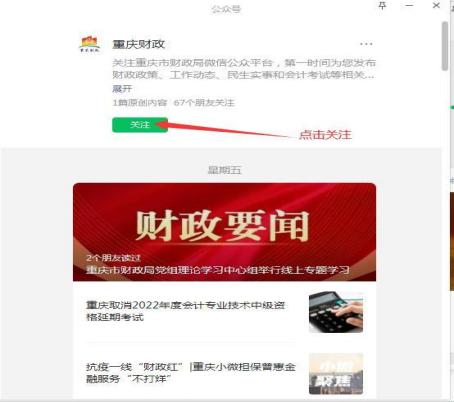 公众号
重庆财政
关注重庆市财政局微信公众平台，第一时间为您发布
财政政策、工作动态、民生实事和会计考试等相关...
展开
1篇原创内容 67个朋友关注
关注
点击关注
星期五
财政要闻
2个朋友读过
重庆市财政局党组理论学习中心组举行线上专题学习
重庆取消2022年度会计专业技术中级资
格延期考试
抗疫一线“财政红”|重庆小微担保普惠金
融服务“不打烊”
小微
聚焦